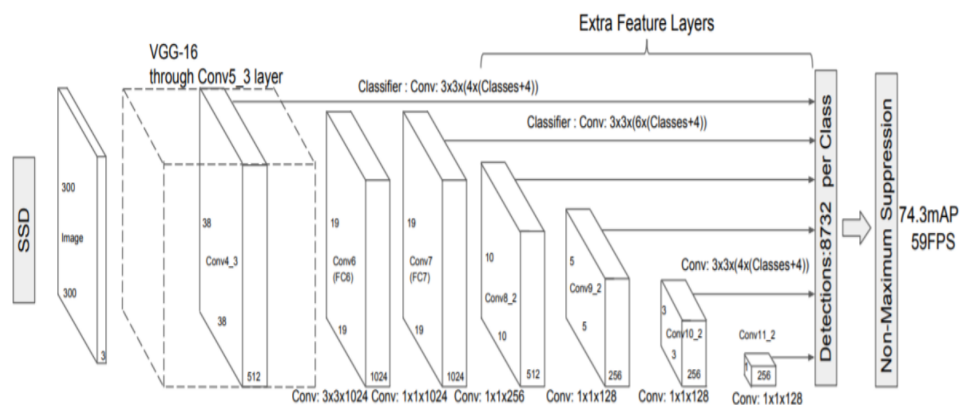 Extra Feature Layers
VGG-16
through Conv5_3 layer
Classifier : Conv: 3x3x(4x(Classes+4))
Classifier : Conv: 3x3x(6x(Classes+4))
Conv: 3x3x(4x(Classes+4))
SSD
300
Image
300
3
38
Conv4_3
38
512
19
Conv6
(FC6)
19
1024
19
Conv7
(FC7)
19
1024
10
Conv8_2
10
512
5
Conv9_2
5
256
3
Conv10_2
3
256
Conv11_2
1
256
Conv: 3x3x1024
Conv: 1x1x1024
Conv: 1x1x256
Conv: 1x1x128
Conv: 1x1x128
Conv: 1x1x128
Detections:8732 per Class
Non-Maximum Suppression
74.3mAP
59FPS